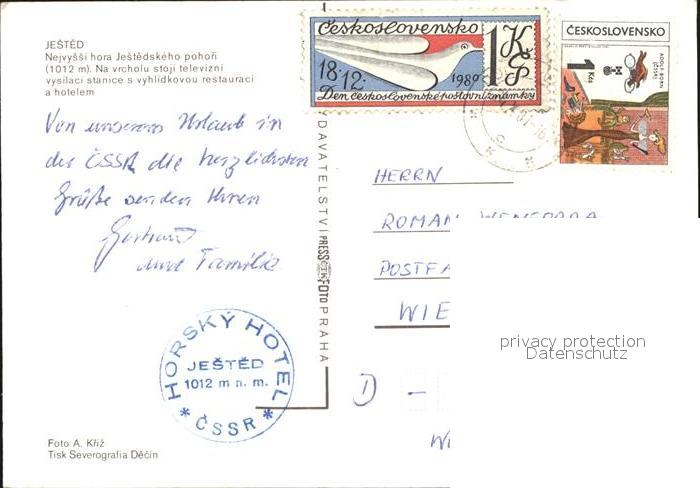 JEŠTĚD
Nejvyšší hora Ještědského pohoří
(1012 m). Na vrcholu stojí televizní
vysílací stanice s vyhlídkovou restaurací
a hotelem
Von unserem Urlaub in
der ČSSR die herzlichsten
Grüße senden Ihnen
und Familie
HORSKÝ HOTEL
JEŠTĚD
1012 m n. m.
* ČSSR *
Foto A. Kříž
Tisk Severografia Děčín
VYDAVATELSTVÍ PRESSFOTO PRAHA
Československo
1 Kčs
18.12. 1980
Den československé poštovní známky
ČESKOSLOVENSKO
1 Kčs
HERRN
ROMAN
POSTFA
WIE
D -
privacy protection
Datenschutz